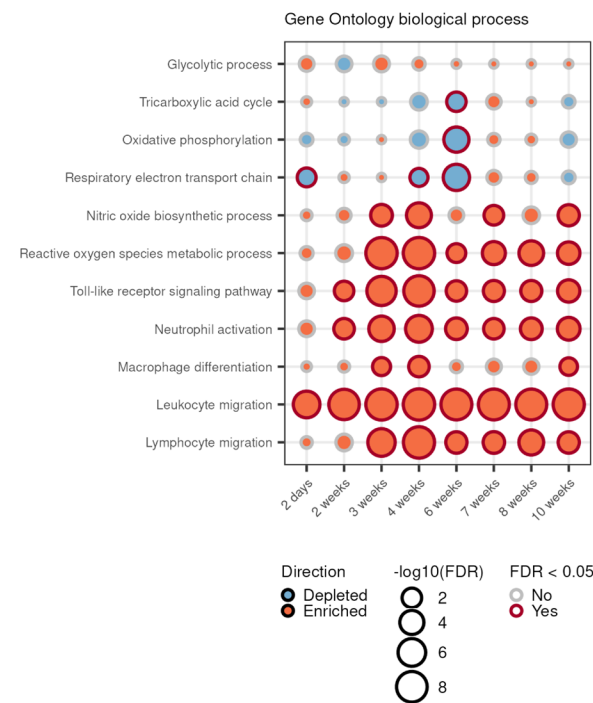 Gene Ontology biological process
Glycolytic process
Tricarboxylic acid cycle
Oxidative phosphorylation
Respiratory electron transport chain
Nitric oxide biosynthetic process
Reactive oxygen species metabolic process
Toll-like receptor signaling pathway
Neutrophil activation
Macrophage differentiation
Leukocyte migration
Lymphocyte migration
2 days
2 weeks
3 weeks
4 weeks
6 weeks
7 weeks
8 weeks
10 weeks
Direction
Depleted
Enriched
-log10(FDR)
2
4
6
8
FDR < 0.05
No
Yes